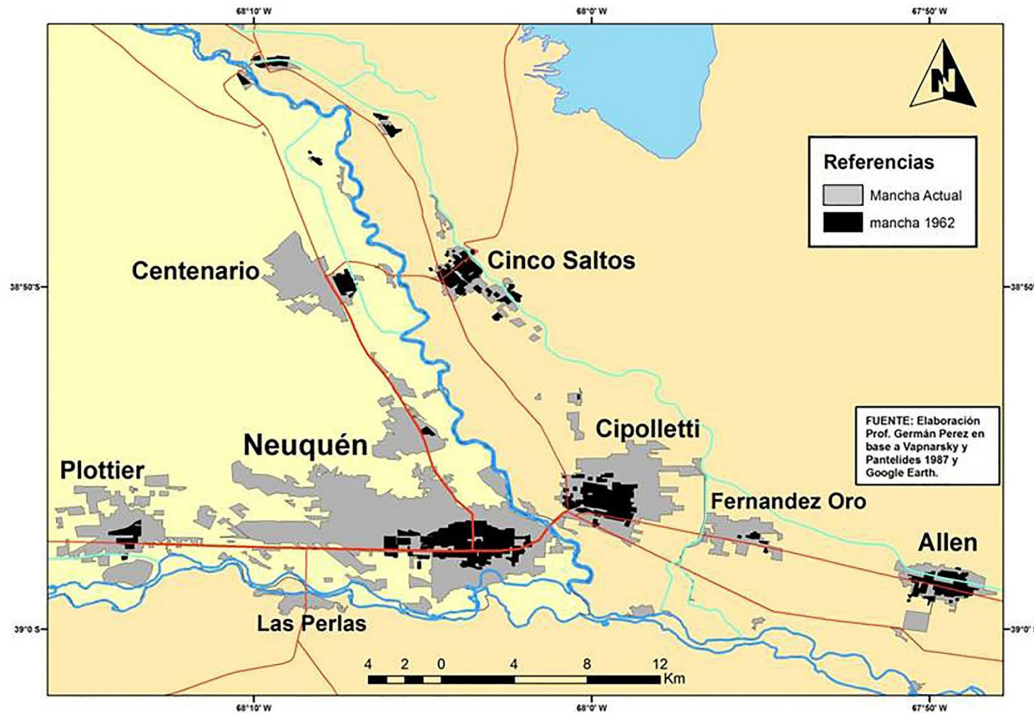 68°10' W
68°0' W
67°50' W
N
Referencias
Mancha Actual
mancha 1962
Centenario
Cinco Saltos
38°50' S
38°50' S
FUENTE: Elaboración
Prof. Germán Perez en
base a Vapnarsky y
Pantelides 1987 y
Google Earth.
Neuquén
Cipolletti
Plottier
Fernandez Oro
Allen
Las Perlas
39°0 S
39°0' S
4 2 0 4 8 12
Km
68°10' W
68°0' W
67°50' W